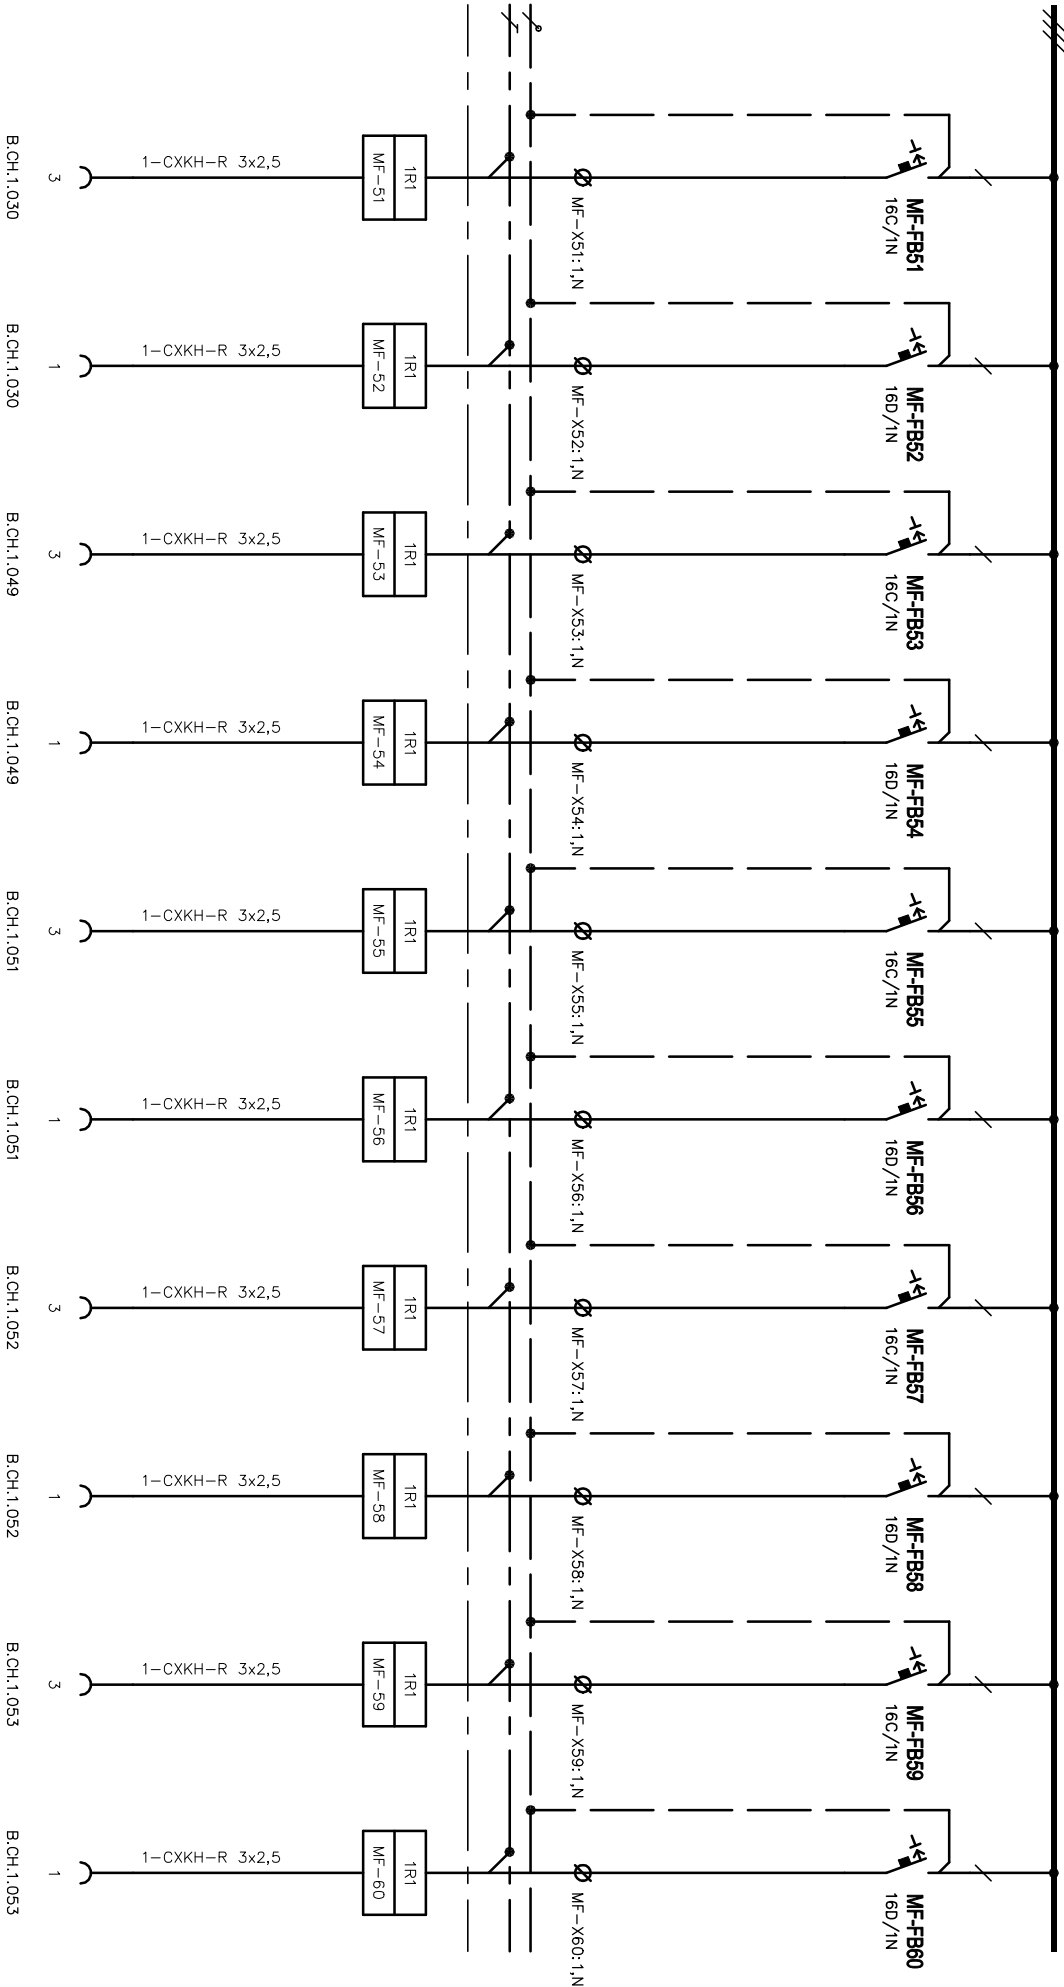 MF-FB51
16C/1N
MF-X51:1,N
1R1
MF-51
1-CXKH-R 3x2,5
3
B.CH.1.030
MF-FB52
16D/1N
MF-X52:1,N
1R1
MF-52
1-CXKH-R 3x2,5
1
B.CH.1.030
MF-FB53
16C/1N
MF-X53:1,N
1R1
MF-53
1-CXKH-R 3x2,5
3
B.CH.1.049
MF-FB54
16D/1N
MF-X54:1,N
1R1
MF-54
1-CXKH-R 3x2,5
1
B.CH.1.049
MF-FB55
16C/1N
MF-X55:1,N
1R1
MF-55
1-CXKH-R 3x2,5
3
B.CH.1.051
MF-FB56
16D/1N
MF-X56:1,N
1R1
MF-56
1-CXKH-R 3x2,5
1
B.CH.1.051
MF-FB57
16C/1N
MF-X57:1,N
1R1
MF-57
1-CXKH-R 3x2,5
3
B.CH.1.052
MF-FB58
16D/1N
MF-X58:1,N
1R1
MF-58
1-CXKH-R 3x2,5
1
B.CH.1.052
MF-FB59
16C/1N
MF-X59:1,N
1R1
MF-59
1-CXKH-R 3x2,5
3
B.CH.1.053
MF-FB60
16D/1N
MF-X60:1,N
1R1
MF-60
1-CXKH-R 3x2,5
1
B.CH.1.053